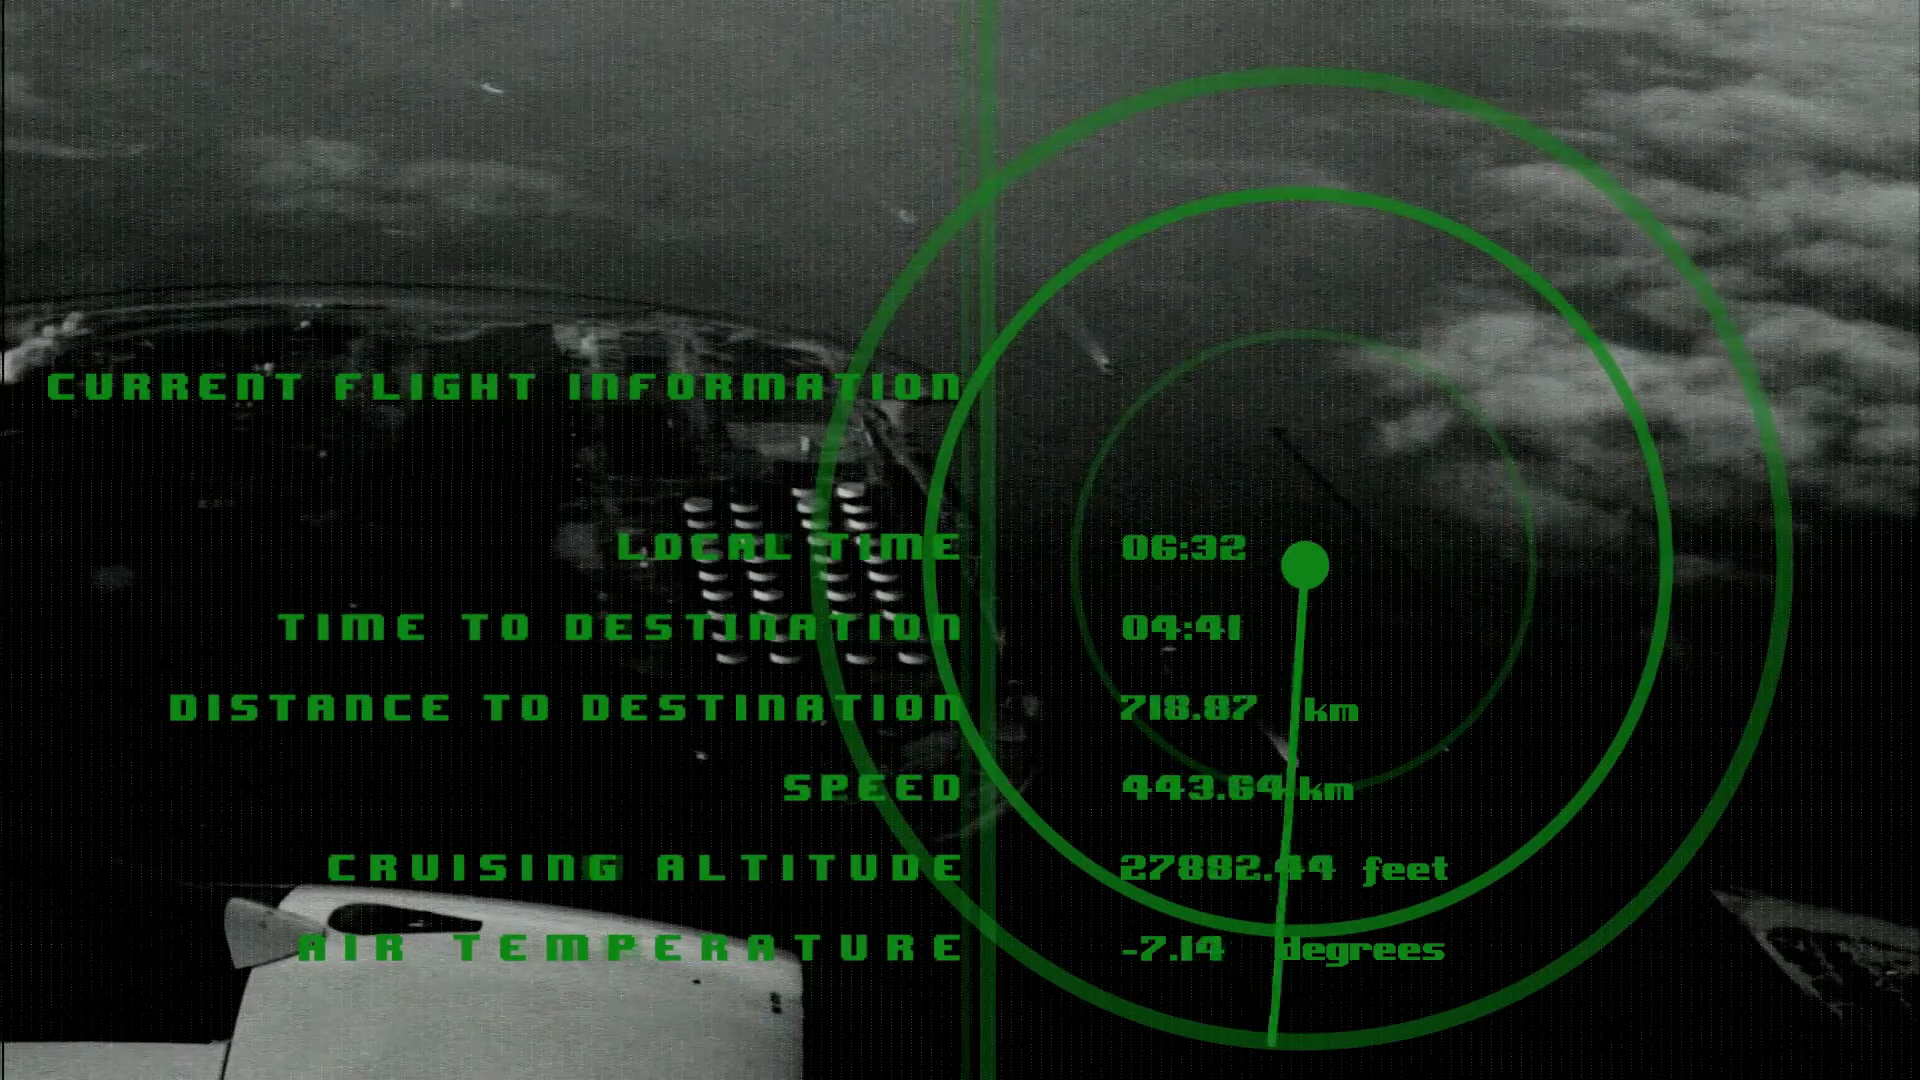 CURRENT FLIGHT INFORMATION
LOCAL TIME 06:32
TIME TO DESTINATION 04:41
DISTANCE TO DESTINATION 718.87 km
SPEED 443.64 km
CRUISING ALTITUDE 27882.44 feet
AIR TEMPERATURE -7.14 degrees